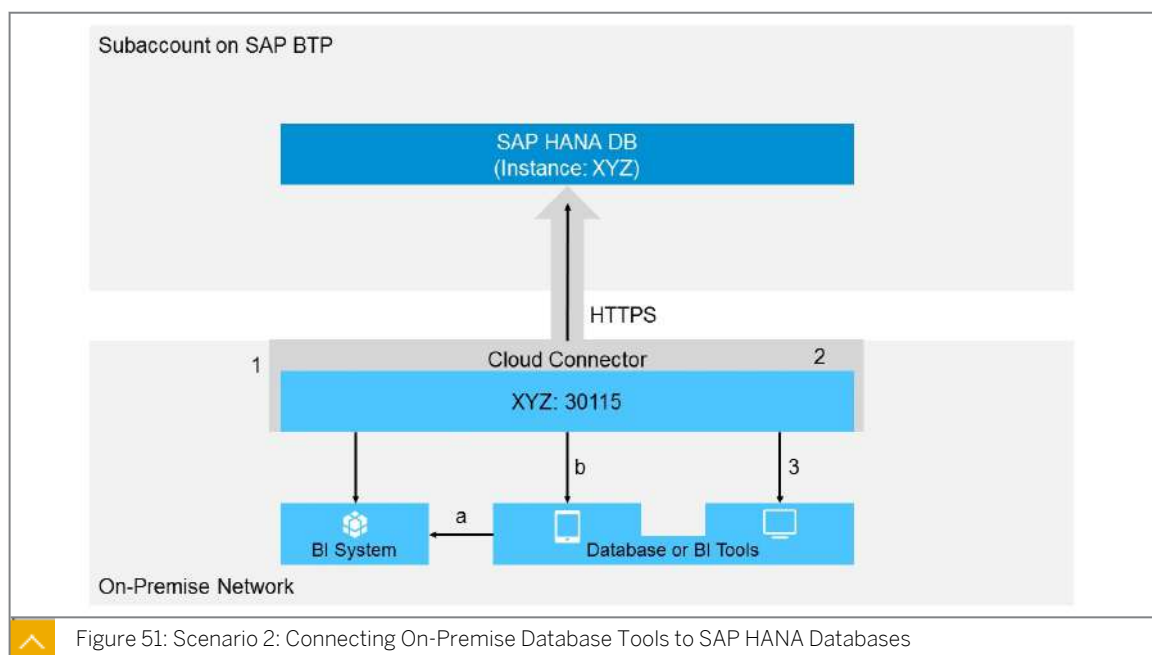 Subaccount on SAP BTP
SAP HANA DB
(Instance: XYZ)
HTTPS
1
Cloud Connector
2
XYZ: 30115
b
3
a
BI System
Database or BI Tools
On-Premise Network
Figure 51: Scenario 2: Connecting On-Premise Database Tools to SAP HANA Databases